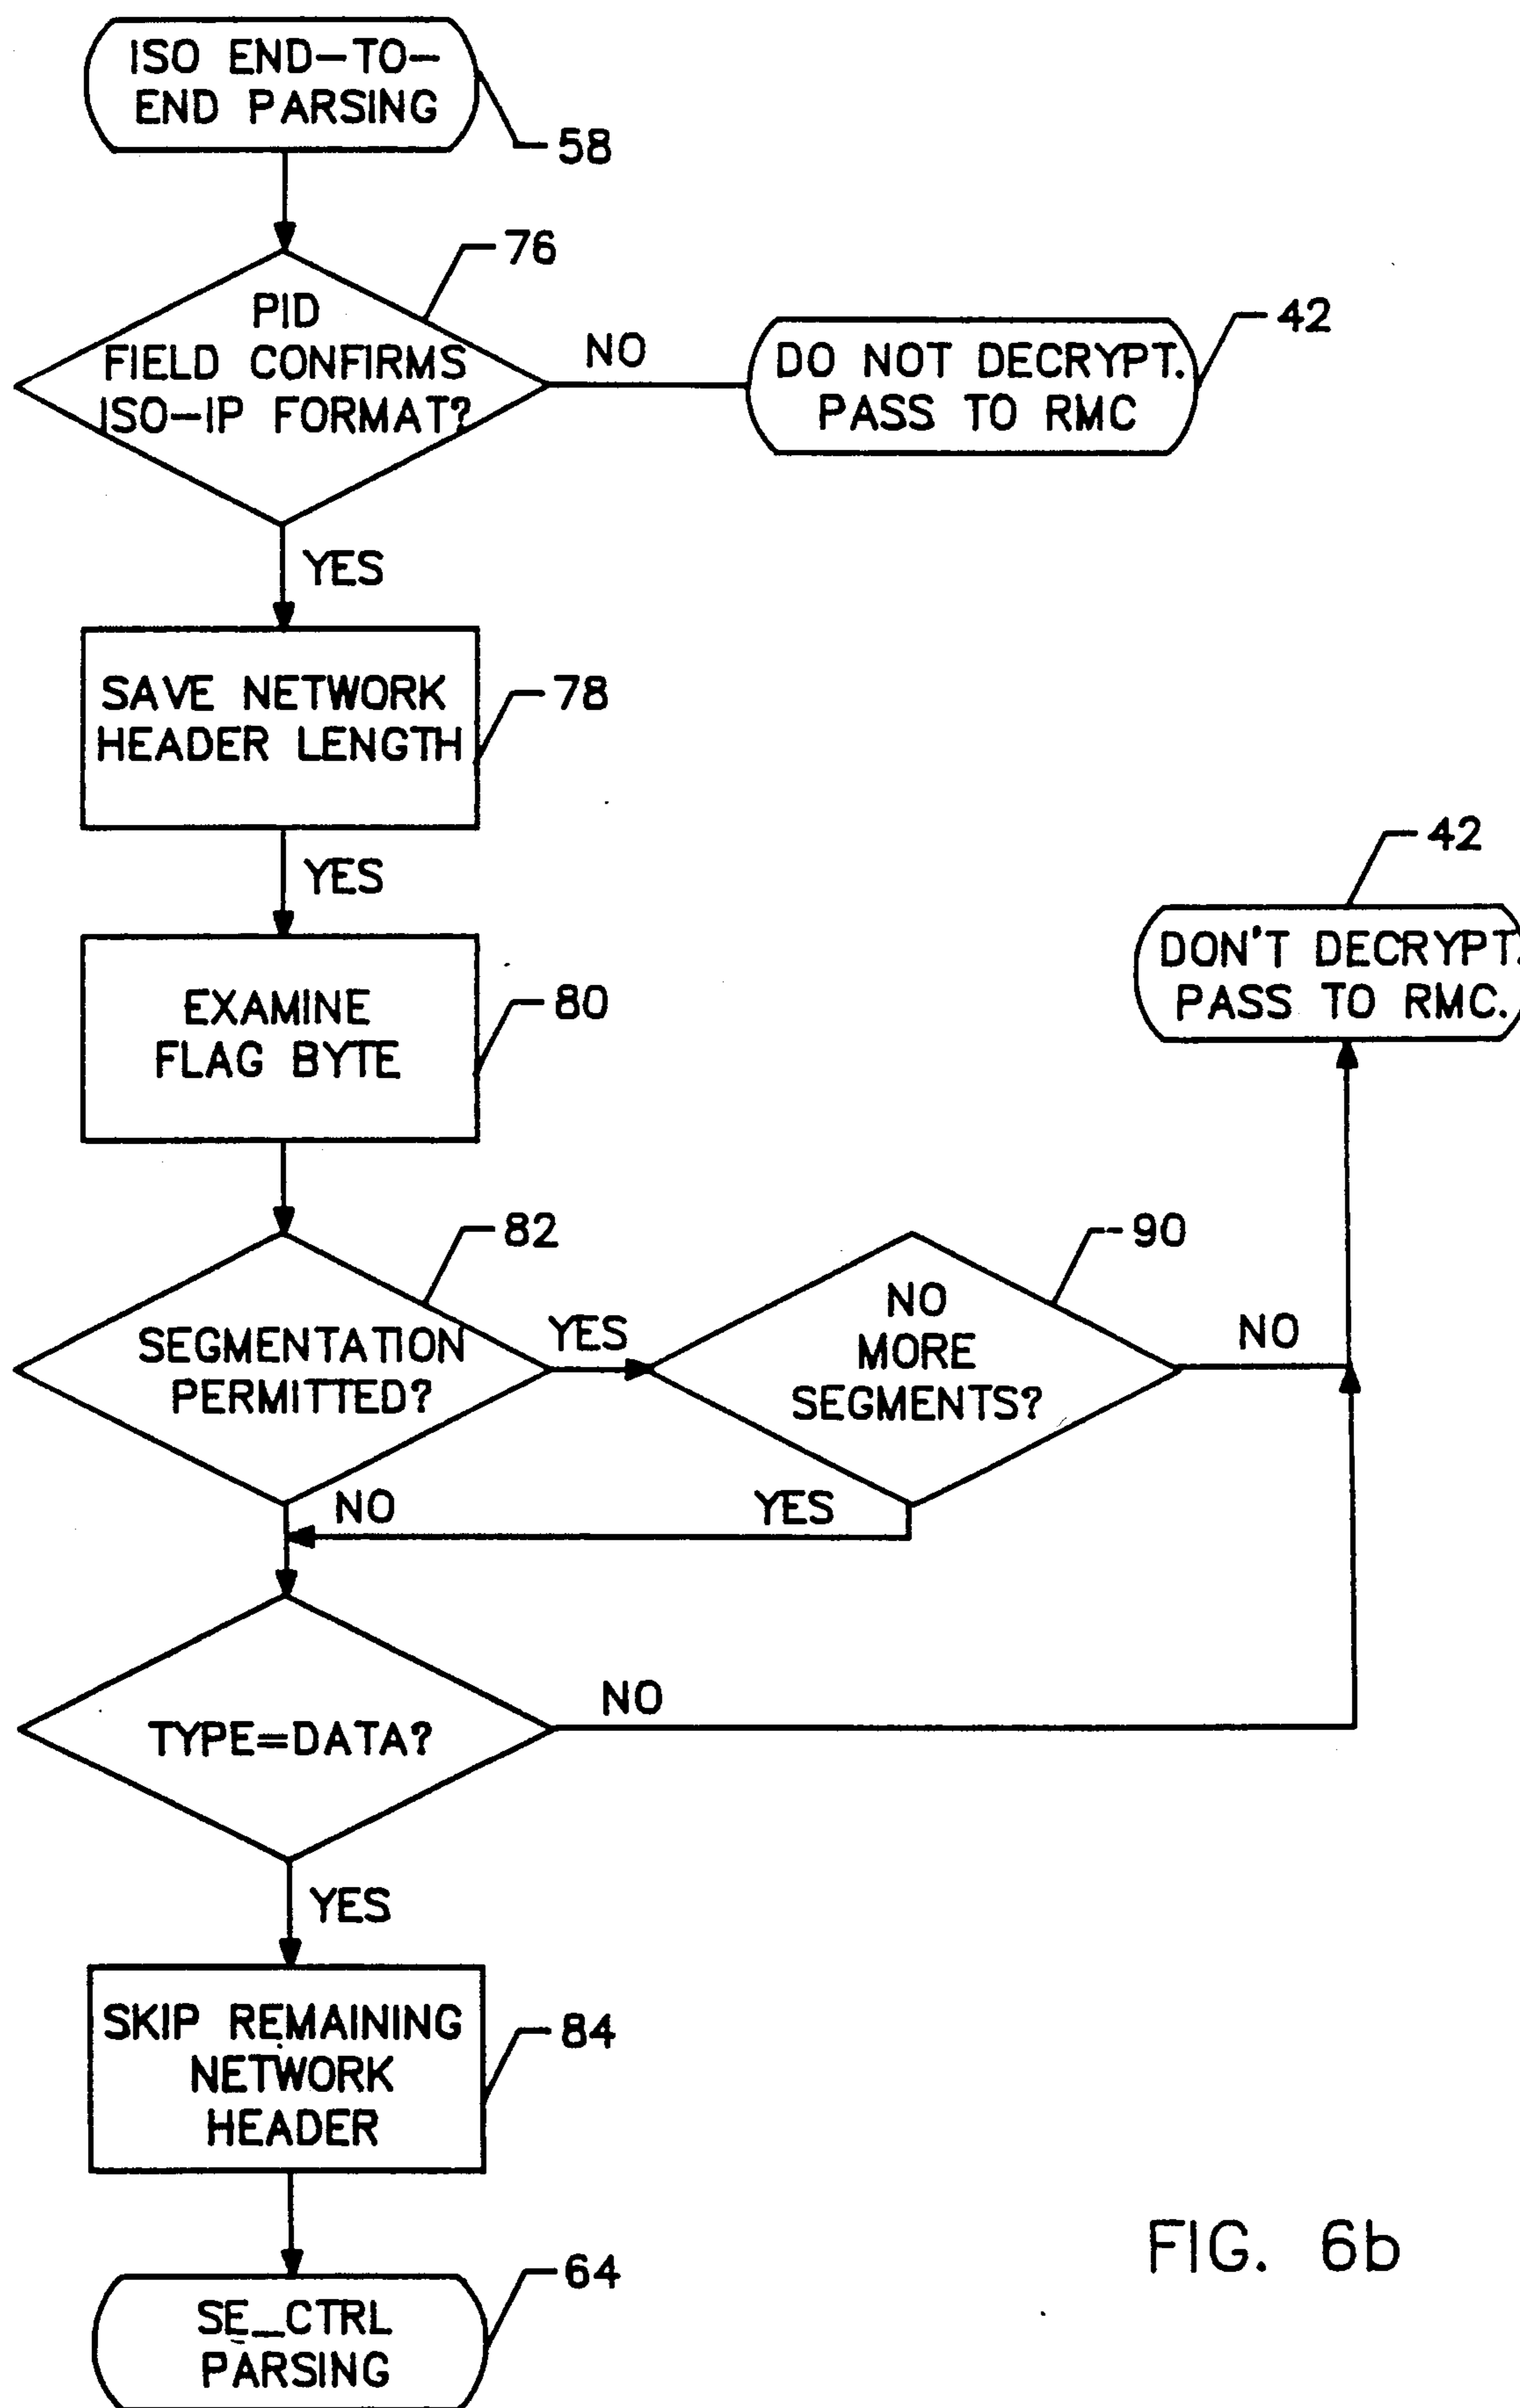 ISO END-TO-
END PARSING
58
76
PID
FIELD CONFIRMS
ISO-IP FORMAT?
NO
42
DO NOT DECRYPT.
PASS TO RMC
YES
SAVE NETWORK
HEADER LENGTH
78
YES
EXAMINE
FLAG BYTE
80
42
DON'T DECRYPT.
PASS TO RMC.
82
SEGMENTATION
PERMITTED?
YES
90
NO
MORE
SEGMENTS?
NO
NO
YES
TYPE=DATA?
NO
YES
SKIP REMAINING
NETWORK
HEADER
84
SE_CTRL
PARSING
64
FIG. 6b